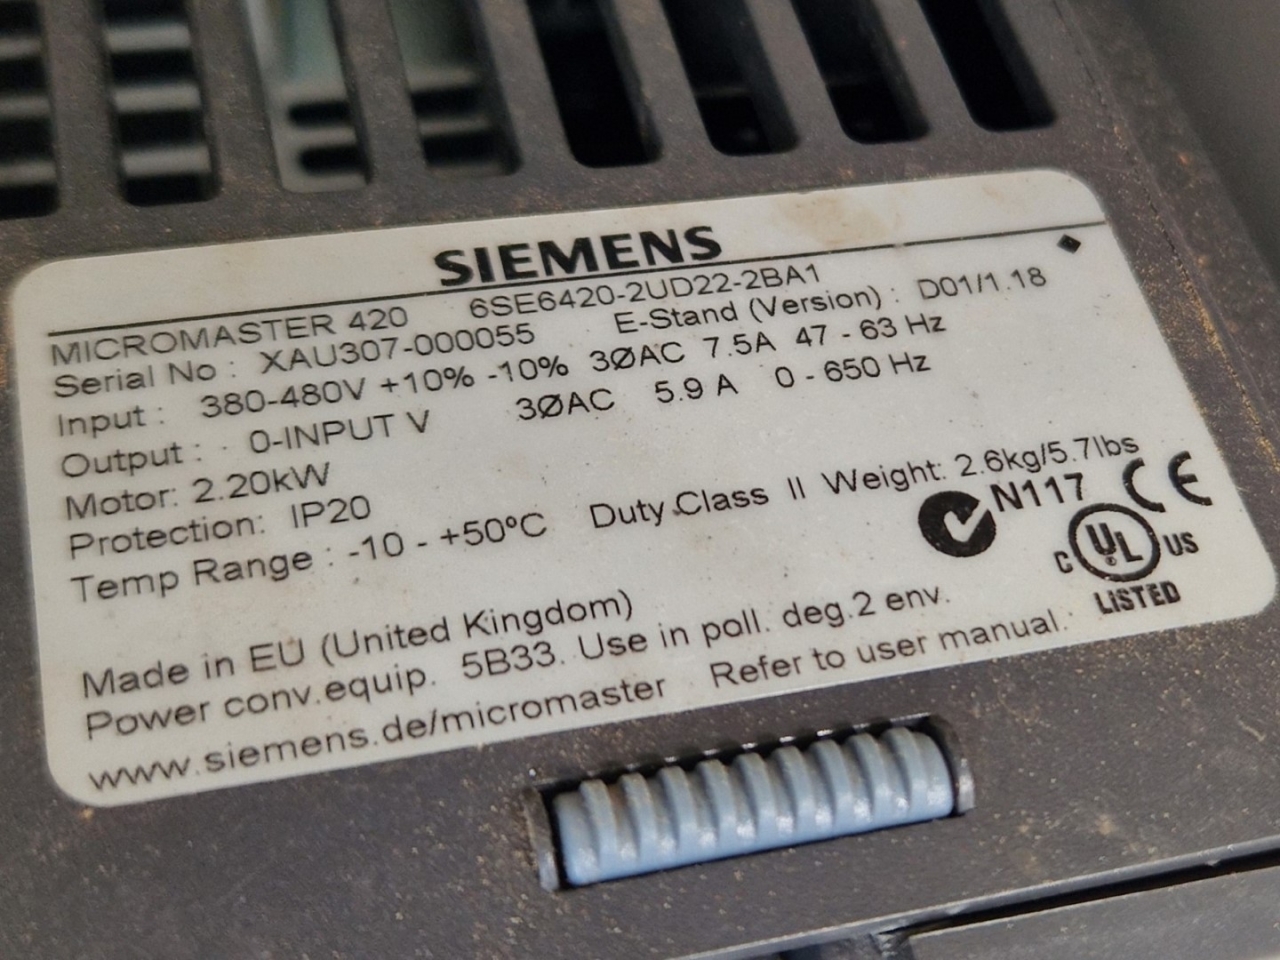 SIEMENS
MICROMASTER 420 6SE6420-2UD22-2BA1
Serial No : XAU307-000055 E-Stand (Version) : D01/1.18
Input : 380-480V +10% -10% 3ØAC 7.5A 47 - 63 Hz
Output : 0-INPUT V 3ØAC 5.9 A 0 - 650 Hz
Motor: 2.20kW
Protection: IP20
Temp Range : -10 - +50ºC Duty Class II Weight: 2.6kg/5.7lbs
N117 CE
C UL US
LISTED
Made in EU (United Kingdom)
Power conv.equip. 5B33. Use in poll. deg.2 env.
www.siemens.de/micromaster Refer to user manual.